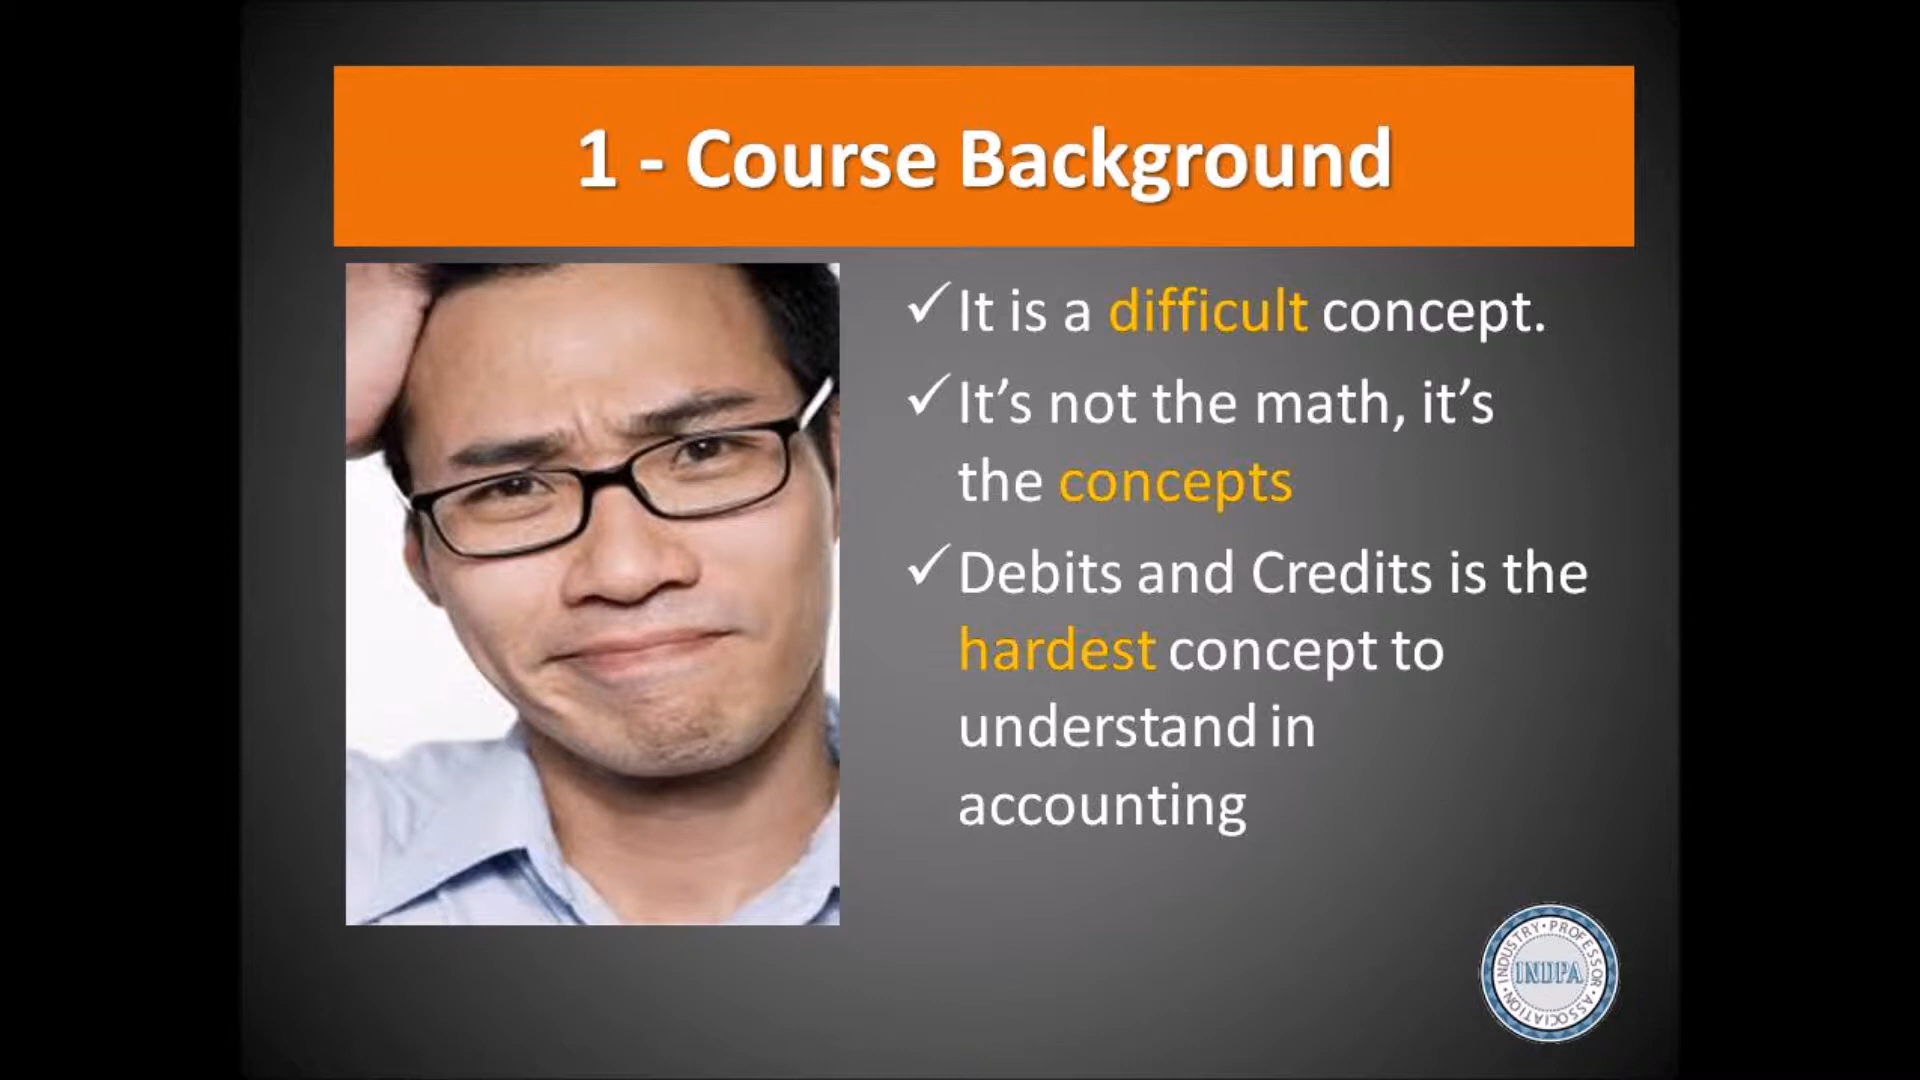 1 - Course Background
✓It is a difficult concept.
✓It’s not the math, it’s
the concepts
✓Debits and Credits is the
hardest concept to
understand in
accounting
INDUSTRY • PROFESSOR • ASSOCIATION •
INDPA